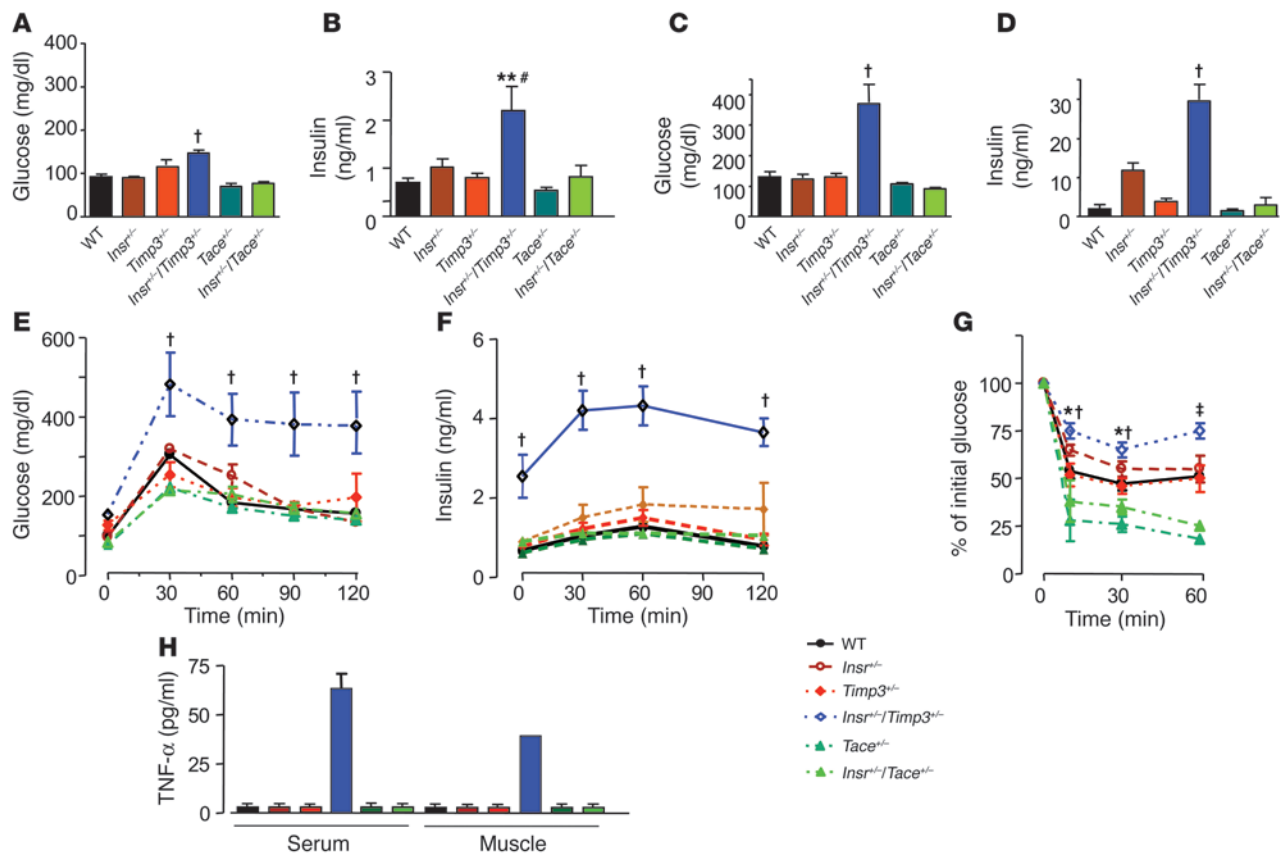 A
Glucose (mg/dl)
400
300
200
100
0
†
WT
Insr+/–
Timp3+/–
Insr+/–/Timp3+/–
Tace+/–
Insr+/–/Tace+/–
B
Insulin
(ng/ml)
3
2
1
0
** #
WT
Insr+/–
Timp3+/–
Insr+/–/Timp3+/–
Tace+/–
Insr+/–/Tace+/–
C
Glucose
(mg/dl)
400
300
200
100
0
†
WT
Insr+/–
Timp3+/–
Insr+/–/Timp3+/–
Tace+/–
Insr+/–/Tace+/–
D
Insulin
(ng/ml)
30
20
10
0
†
WT
Insr+/–
Timp3+/–
Insr+/–/Timp3+/–
Tace+/–
Insr+/–/Tace+/–
E
Glucose (mg/dl)
600
400
200
0
† † † †
0 30 60 90 120
Time (min)
F
Insulin (ng/ml)
6
4
2
0
† † † †
0 30 60 90 120
Time (min)
G
% of initial glucose
100
75
50
25
0
*† *† ‡
0 30 60
Time (min)
H
TNF-α (pg/ml)
75
50
25
0
Serum Muscle
WT
Insr+/–
Timp3+/–
Insr+/–/Timp3+/–
Tace+/–
Insr+/–/Tace+/–